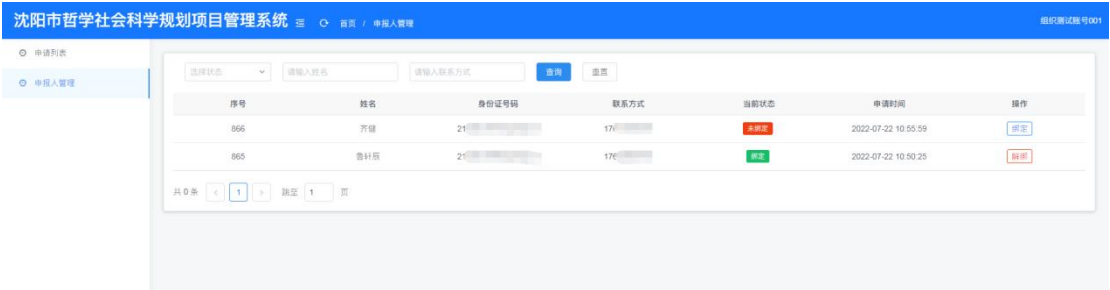 沈阳市哲学社会科学规划项目管理系统 首页 / 申报人管理 组织测试账号001
申请列表
申报人管理
选择状态 请输入姓名 请输入联系方式 查询 重置
序号 姓名 身份证号码 联系方式 当前状态 申请时间 操作
866 齐健 21 17 未绑定 2022-07-22 10:55:59 绑定
865 21 176 绑定 2022-07-22 10:50:25 解绑
共 0 条 < 1 > 跳至 1 页